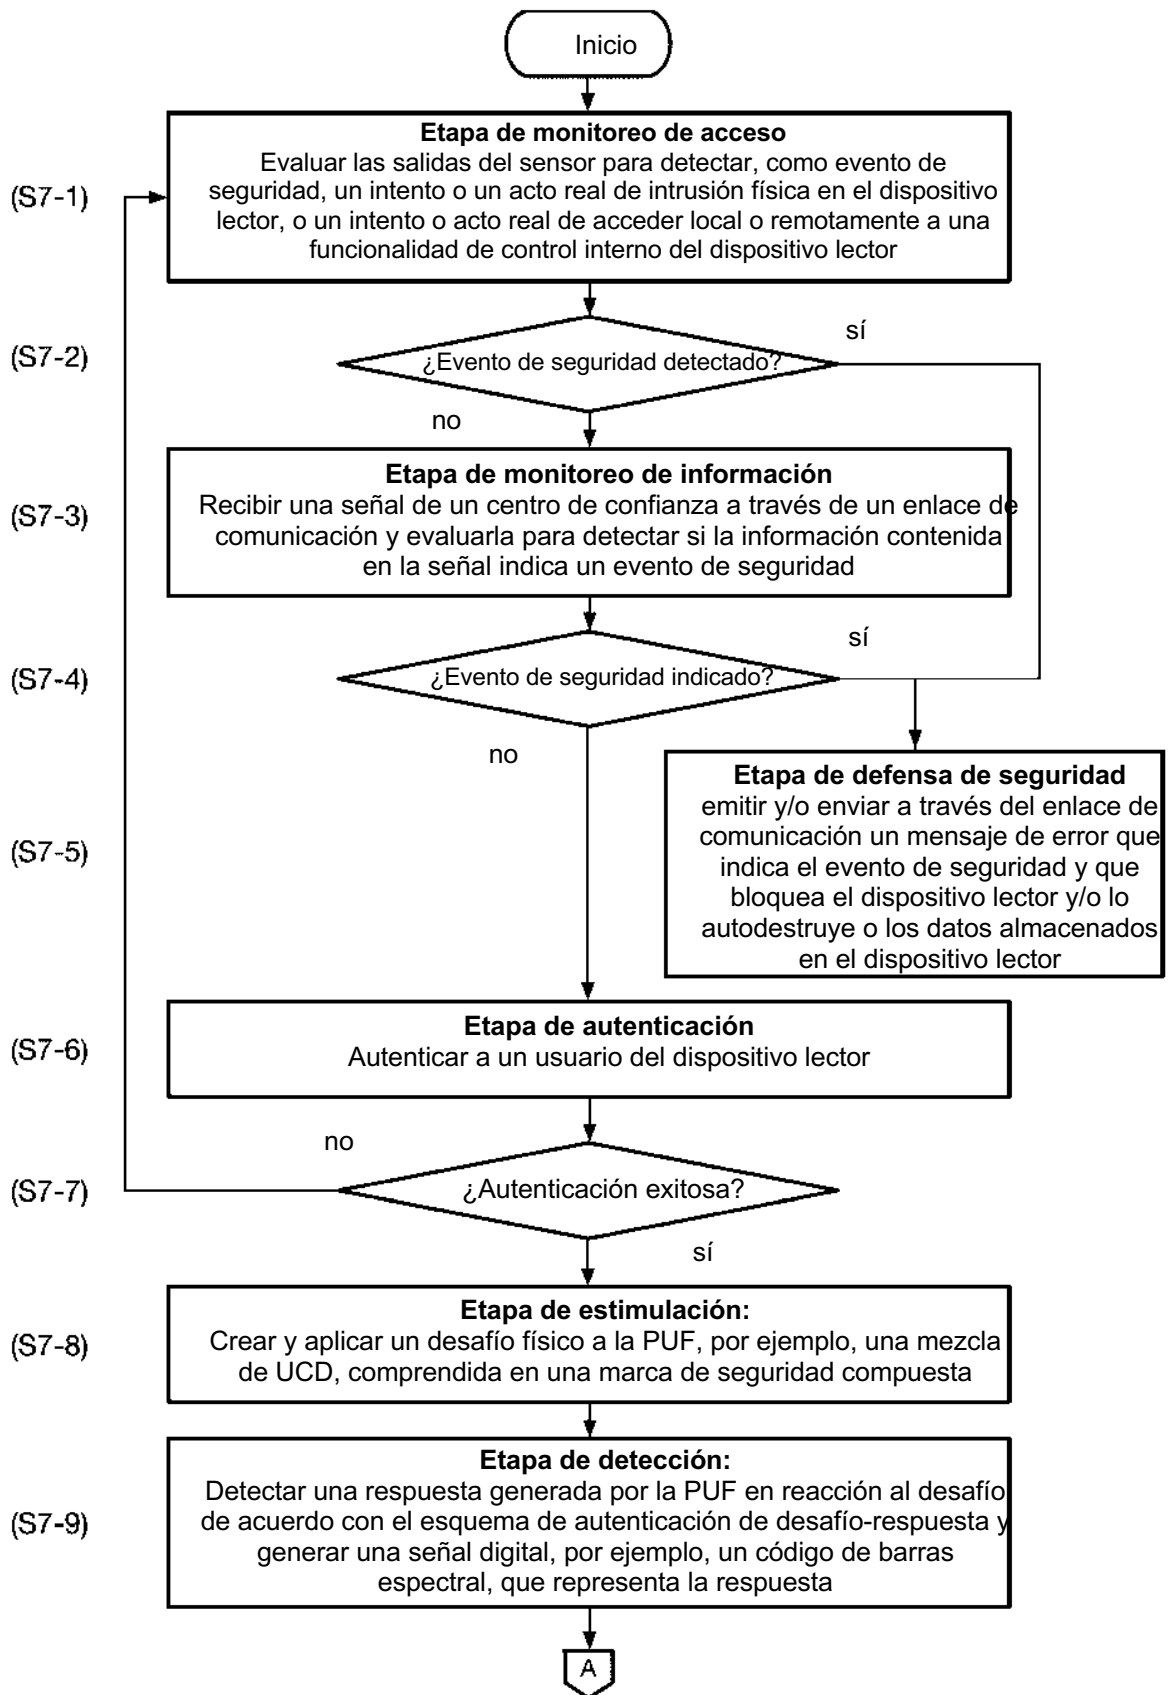 Inicio
Etapa de monitoreo de acceso
Evaluar las salidas del sensor para detectar, como evento de
seguridad, un intento o un acto real de intrusión física en el dispositivo
lector, o un intento o acto real de acceder local o remotamente a una
funcionalidad de control interno del dispositivo lector
(S7-1)
sí
(S7-2)
¿Evento de seguridad detectado?
no
Etapa de monitoreo de información
Recibir una señal de un centro de confianza a través de un enlace de
comunicación y evaluarla para detectar si la información contenida
en la señal indica un evento de seguridad
(S7-3)
sí
(S7-4)
¿Evento de seguridad indicado?
no
Etapa de defensa de seguridad
emitir y/o enviar a través del enlace de
comunicación un mensaje de error que
indica el evento de seguridad y que
bloquea el dispositivo lector y/o lo
autodestruye o los datos almacenados
en el dispositivo lector
(S7-5)
Etapa de autenticación
Autenticar a un usuario del dispositivo lector
(S7-6)
no
(S7-7)
¿Autenticación exitosa?
sí
Etapa de estimulación:
Crear y aplicar un desafío físico a la PUF, por ejemplo, una mezcla
de UCD, comprendida en una marca de seguridad compuesta
(S7-8)
Etapa de detección:
Detectar una respuesta generada por la PUF en reacción al desafío
de acuerdo con el esquema de autenticación de desafío-respuesta y
generar una señal digital, por ejemplo, un código de barras
espectral, que representa la respuesta
(S7-9)
A